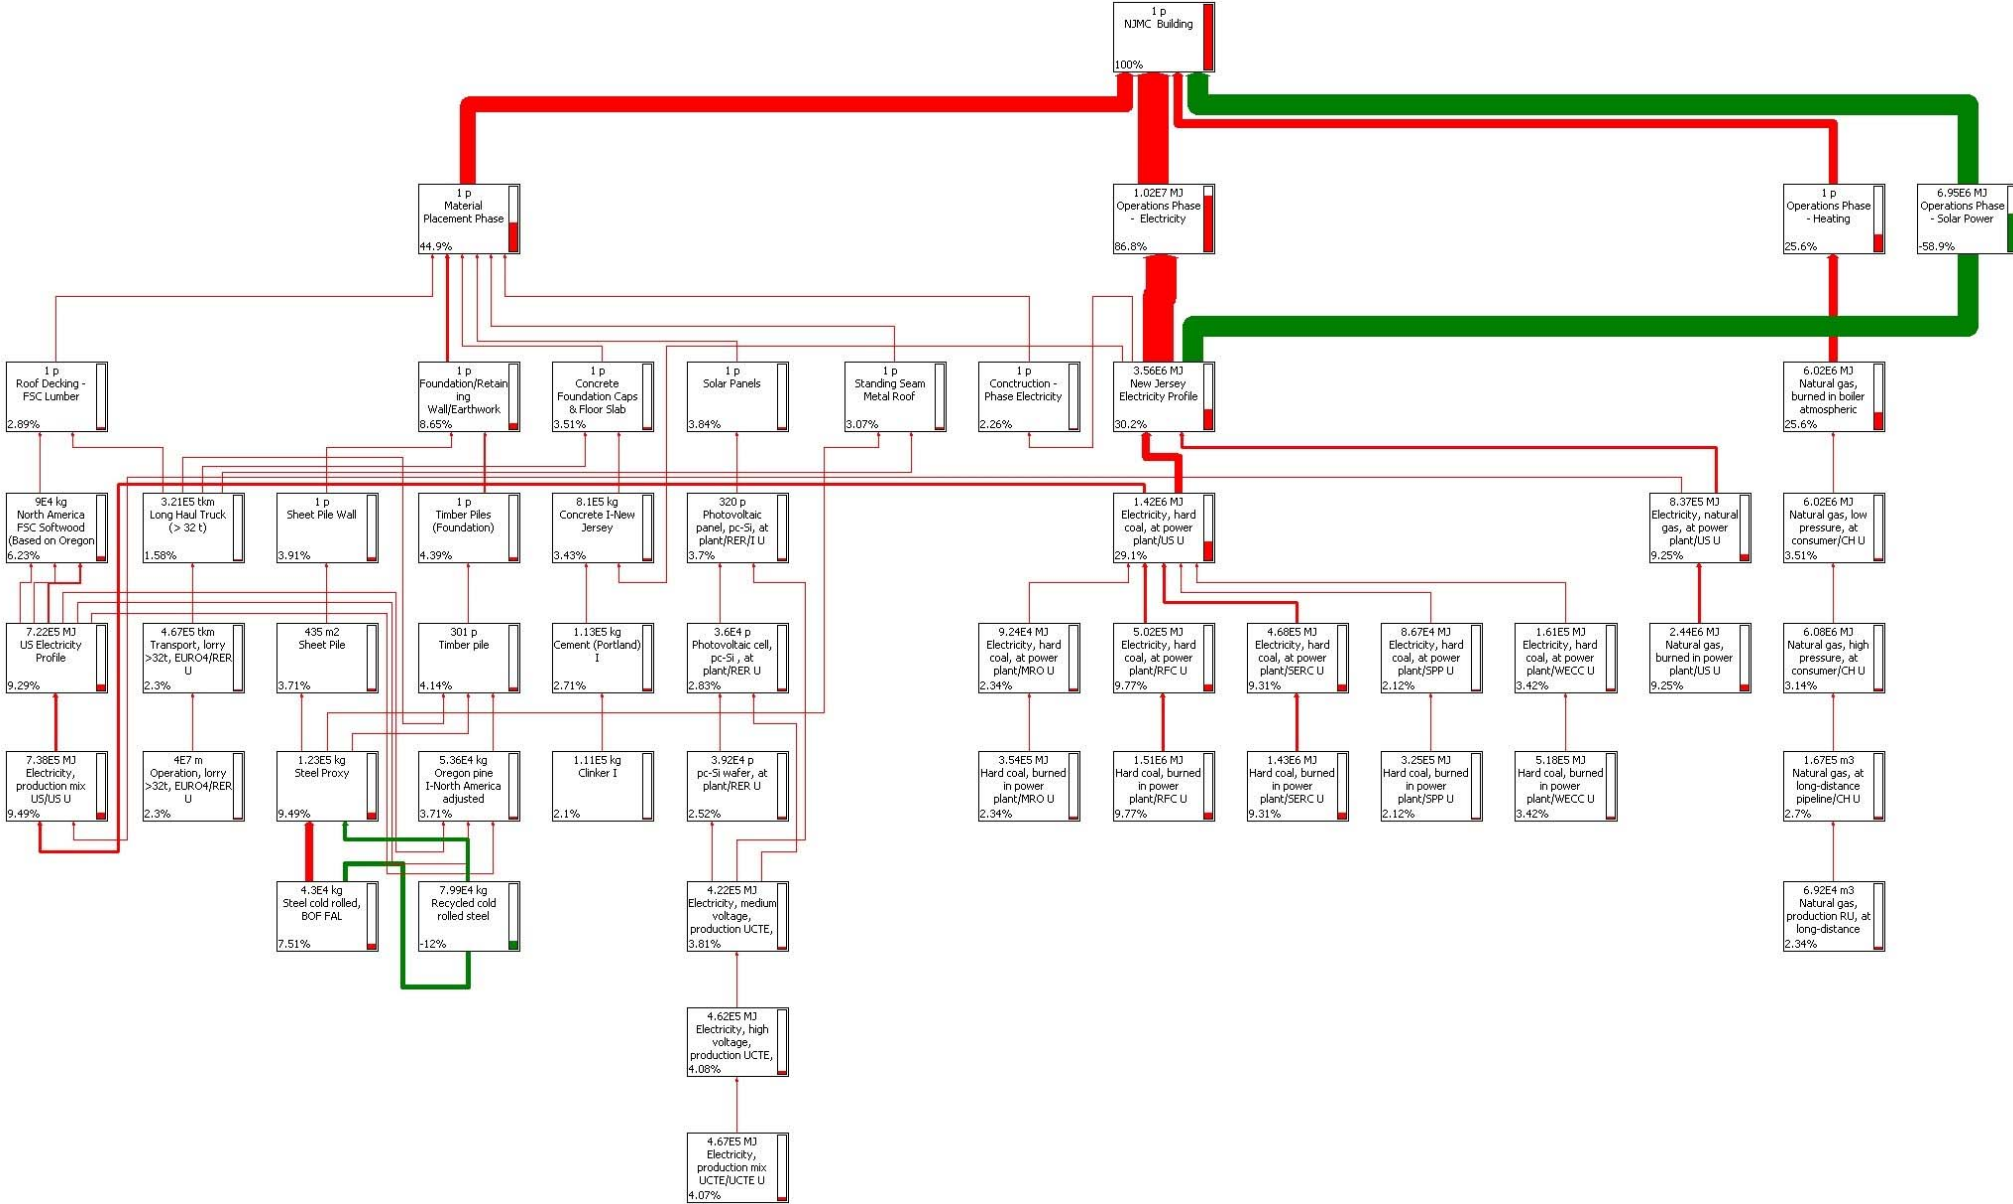 1 p
NJMC Building
100%
1 p
Material
Placement Phase
44.9%
1.02E7 MJ
Operations Phase
- Electricity
86.8%
1 p
Operations Phase
- Heating
25.6%
6.95E6 MJ
Operations Phase
- Solar Power
-58.9%
1 p
Roof Decking -
FSC Lumber
2.89%
1 p
Foundation/Retain
ing
Wall/Earthwork
8.65%
1 p
Concrete
Foundation Caps
& Floor Slab
3.51%
1 p
Solar Panels
3.84%
1 p
Standing Seam
Metal Roof
3.07%
1 p
Conctruction -
Phase Electricity
2.26%
3.56E6 MJ
New Jersey
Electricity Profile
30.2%
6.02E6 MJ
Natural gas,
burned in boiler
atmospheric
25.6%
9E4 kg
North America
FSC Softwood
(Based on Oregon
6.23%
3.21E5 tkm
Long Haul Truck
(> 32 t)
1.58%
1 p
Sheet Pile Wall
3.91%
1 p
Timber Piles
(Foundation)
4.39%
8.1E5 kg
Concrete I-New
Jersey
3.43%
320 p
Photovoltaic
panel, pc-Si, at
plant/RER/I U
3.7%
1.42E6 MJ
Electricity, hard
coal, at power
plant/US U
29.1%
8.37E5 MJ
Electricity, natural
gas, at power
plant/US U
9.25%
6.02E6 MJ
Natural gas, low
pressure, at
consumer/CH U
3.51%
7.22E5 MJ
US Electricity
Profile
9.29%
4.67E5 tkm
Transport, lorry
>32t, EURO4/RER
U
2.3%
435 m2
Sheet Pile
3.71%
301 p
Timber pile
4.14%
1.13E5 kg
Cement (Portland)
I
2.71%
3.6E4 p
Photovoltaic cell,
pc-Si , at
plant/RER U
2.83%
9.24E4 MJ
Electricity, hard
coal, at power
plant/MRO U
2.34%
5.02E5 MJ
Electricity, hard
coal, at power
plant/RFC U
9.77%
4.68E5 MJ
Electricity, hard
coal, at power
plant/SERC U
9.31%
8.67E4 MJ
Electricity, hard
coal, at power
plant/SPP U
2.12%
1.61E5 MJ
Electricity, hard
coal, at power
plant/WECC U
3.42%
2.44E6 MJ
Natural gas,
burned in power
plant/US U
9.25%
6.08E6 MJ
Natural gas, high
pressure, at
consumer/CH U
3.14%
7.38E5 MJ
Electricity,
production mix
US/US U
9.49%
4E7 m
Operation, lorry
>32t, EURO4/RER
U
2.3%
1.23E5 kg
Steel Proxy
9.49%
5.36E4 kg
Oregon pine
I-North America
adjusted
3.71%
1.11E5 kg
Clinker I
2.1%
3.92E4 p
pc-Si wafer, at
plant/RER U
2.52%
3.54E5 MJ
Hard coal, burned
in power
plant/MRO U
2.34%
1.51E6 MJ
Hard coal, burned
in power
plant/RFC U
9.77%
1.43E6 MJ
Hard coal, burned
in power
plant/SERC U
9.31%
3.25E5 MJ
Hard coal, burned
in power
plant/SPP U
2.12%
5.18E5 MJ
Hard coal, burned
in power
plant/WECC U
3.42%
1.67E5 m3
Natural gas, at
long-distance
pipeline/CH U
2.7%
4.3E4 kg
Steel cold rolled,
BOF FAL
7.51%
7.99E4 kg
Recycled cold
rolled steel
-12%
4.22E5 MJ
Electricity, medium
voltage,
production UCTE,
3.81%
6.92E4 m3
Natural gas,
production RU, at
long-distance
2.34%
4.62E5 MJ
Electricity, high
voltage,
production UCTE,
4.08%
4.67E5 MJ
Electricity,
production mix
UCTE/UCTE U
4.07%